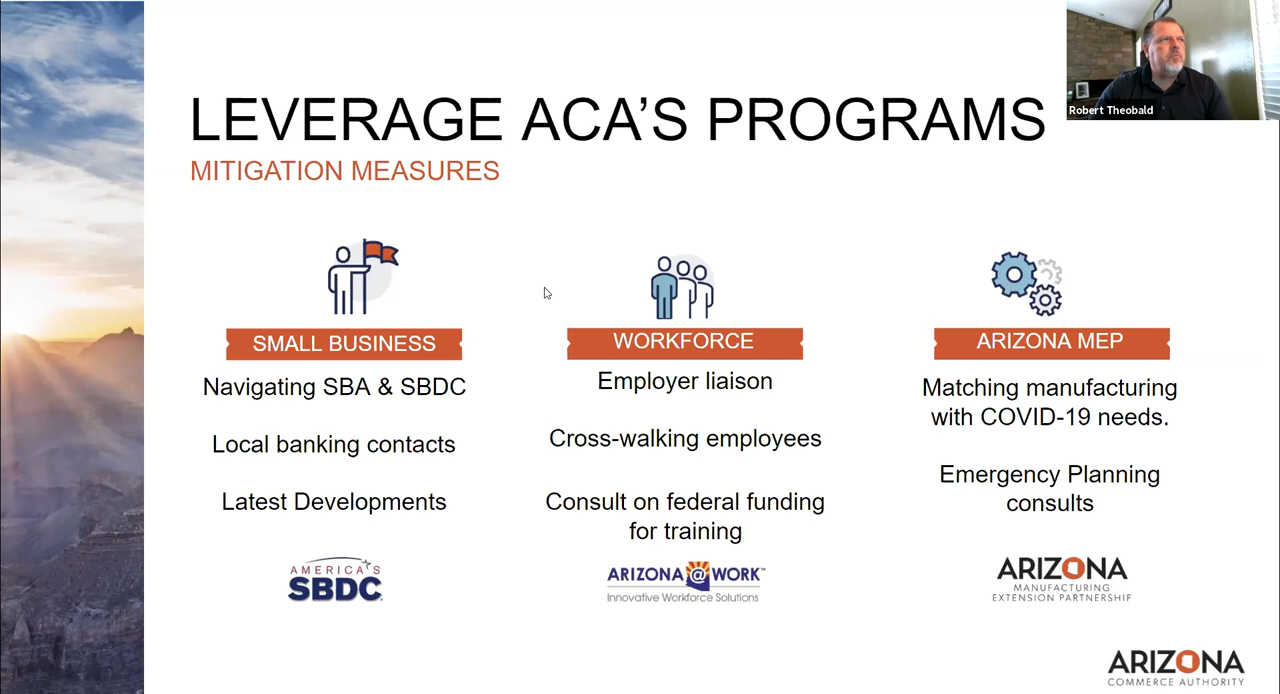 LEVERAGE ACA'S PROGRAMS
MITIGATION MEASURES
Robert Theobald
SMALL BUSINESS
Navigating SBA & SBDC
Local banking contacts
Latest Developments
AMERICA'S
SBDC
WORKFORCE
Employer liaison
Cross-walking employees
Consult on federal funding
for training
ARIZONA@WORK™
Innovative Workforce Solutions
ARIZONA MEP
Matching manufacturing
with COVID-19 needs.
Emergency Planning
consults
ARIZONA
MANUFACTURING
EXTENSION PARTNERSHIP
ARIZONA
COMMERCE AUTHORITY